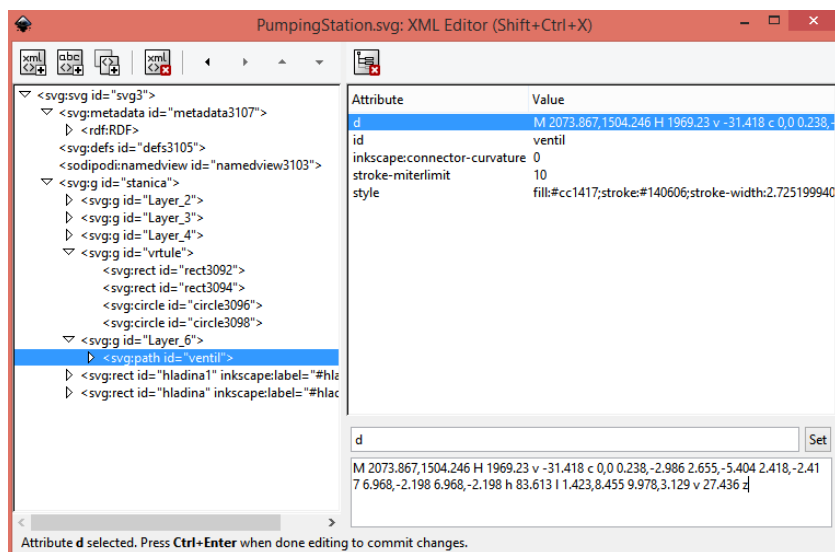 PumpingStation.svg: XML Editor (Shift+Ctrl+X)
<svg:svg id="svg3">
<svg:metadata id="metadata3107">
<rdf:RDF>
<svg:defs id="defs3105">
<sodipodi:namedview id="namedview3103">
<svg:g id="stanica">
<svg:g id="Layer_2">
<svg:g id="Layer_3">
<svg:g id="Layer_4">
<svg:g id="vrtule">
<svg:rect id="rect3092">
<svg:rect id="rect3094">
<svg:circle id="circle3096">
<svg:circle id="circle3098">
<svg:g id="Layer_6">
<svg:path id="ventil">
<svg:rect id="hladina1" inkscape:label="#hla
<svg:rect id="hladina" inkscape:label="#hlac
Attribute Value
d M 2073.867,1504.246 H 1969.23 v -31.418 c 0,0 0.238,-
id ventil
inkscape:connector-curvature 0
stroke-miterlimit 10
style fill:#cc1417;stroke:#140606;stroke-width:2.725199940
d
Set
M 2073.867,1504.246 H 1969.23 v -31.418 c 0,0 0.238,-2.986 2.655,-5.404 2.418,-2.41
7 6.968,-2.198 6.968,-2.198 h 83.613 l 1.423,8.455 9.978,3.129 v 27.436 z
Attribute d selected. Press Ctrl+Enter when done editing to commit changes.